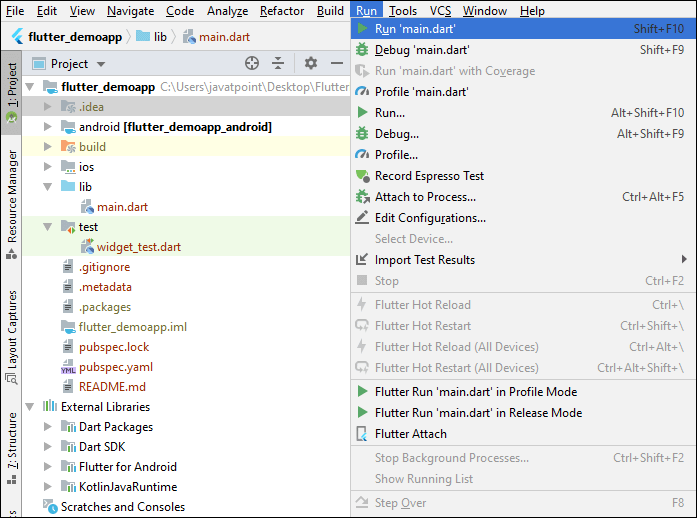 File Edit View Navigate Code Analyze Refactor Build Run Tools VCS Window Help
flutter_demoapp lib main.dart
Project
flutter_demoapp C:\Users\javatpoint\Desktop\Flutter
.idea
android [flutter_demoapp_android]
build
ios
lib
main.dart
test
widget_test.dart
.gitignore
.metadata
.packages
flutter_demoapp.iml
pubspec.lock
YML pubspec.yaml
README.md
External Libraries
Dart Packages
Dart SDK
Flutter for Android
KotlinJavaRuntime
Scratches and Consoles
1: Project
Resource Manager
Layout Captures
7: Structure
Run 'main.dart' Shift+F10
Debug 'main.dart' Shift+F9
Run 'main.dart' with Coverage
Profile 'main.dart'
Run... Alt+Shift+F10
Debug... Alt+Shift+F9
Profile...
Record Espresso Test
Attach to Process... Ctrl+Alt+F5
Edit Configurations...
Select Device...
Import Test Results
Stop Ctrl+F2
Flutter Hot Reload Ctrl+\
Flutter Hot Restart Ctrl+Shift+\
Flutter Hot Reload (All Devices) Ctrl+Alt+\
Flutter Hot Restart (All Devices) Ctrl+Alt+Shift+\
Flutter Run 'main.dart' in Profile Mode
Flutter Run 'main.dart' in Release Mode
Flutter Attach
Stop Background Processes... Ctrl+Shift+F2
Show Running List
Step Over F8